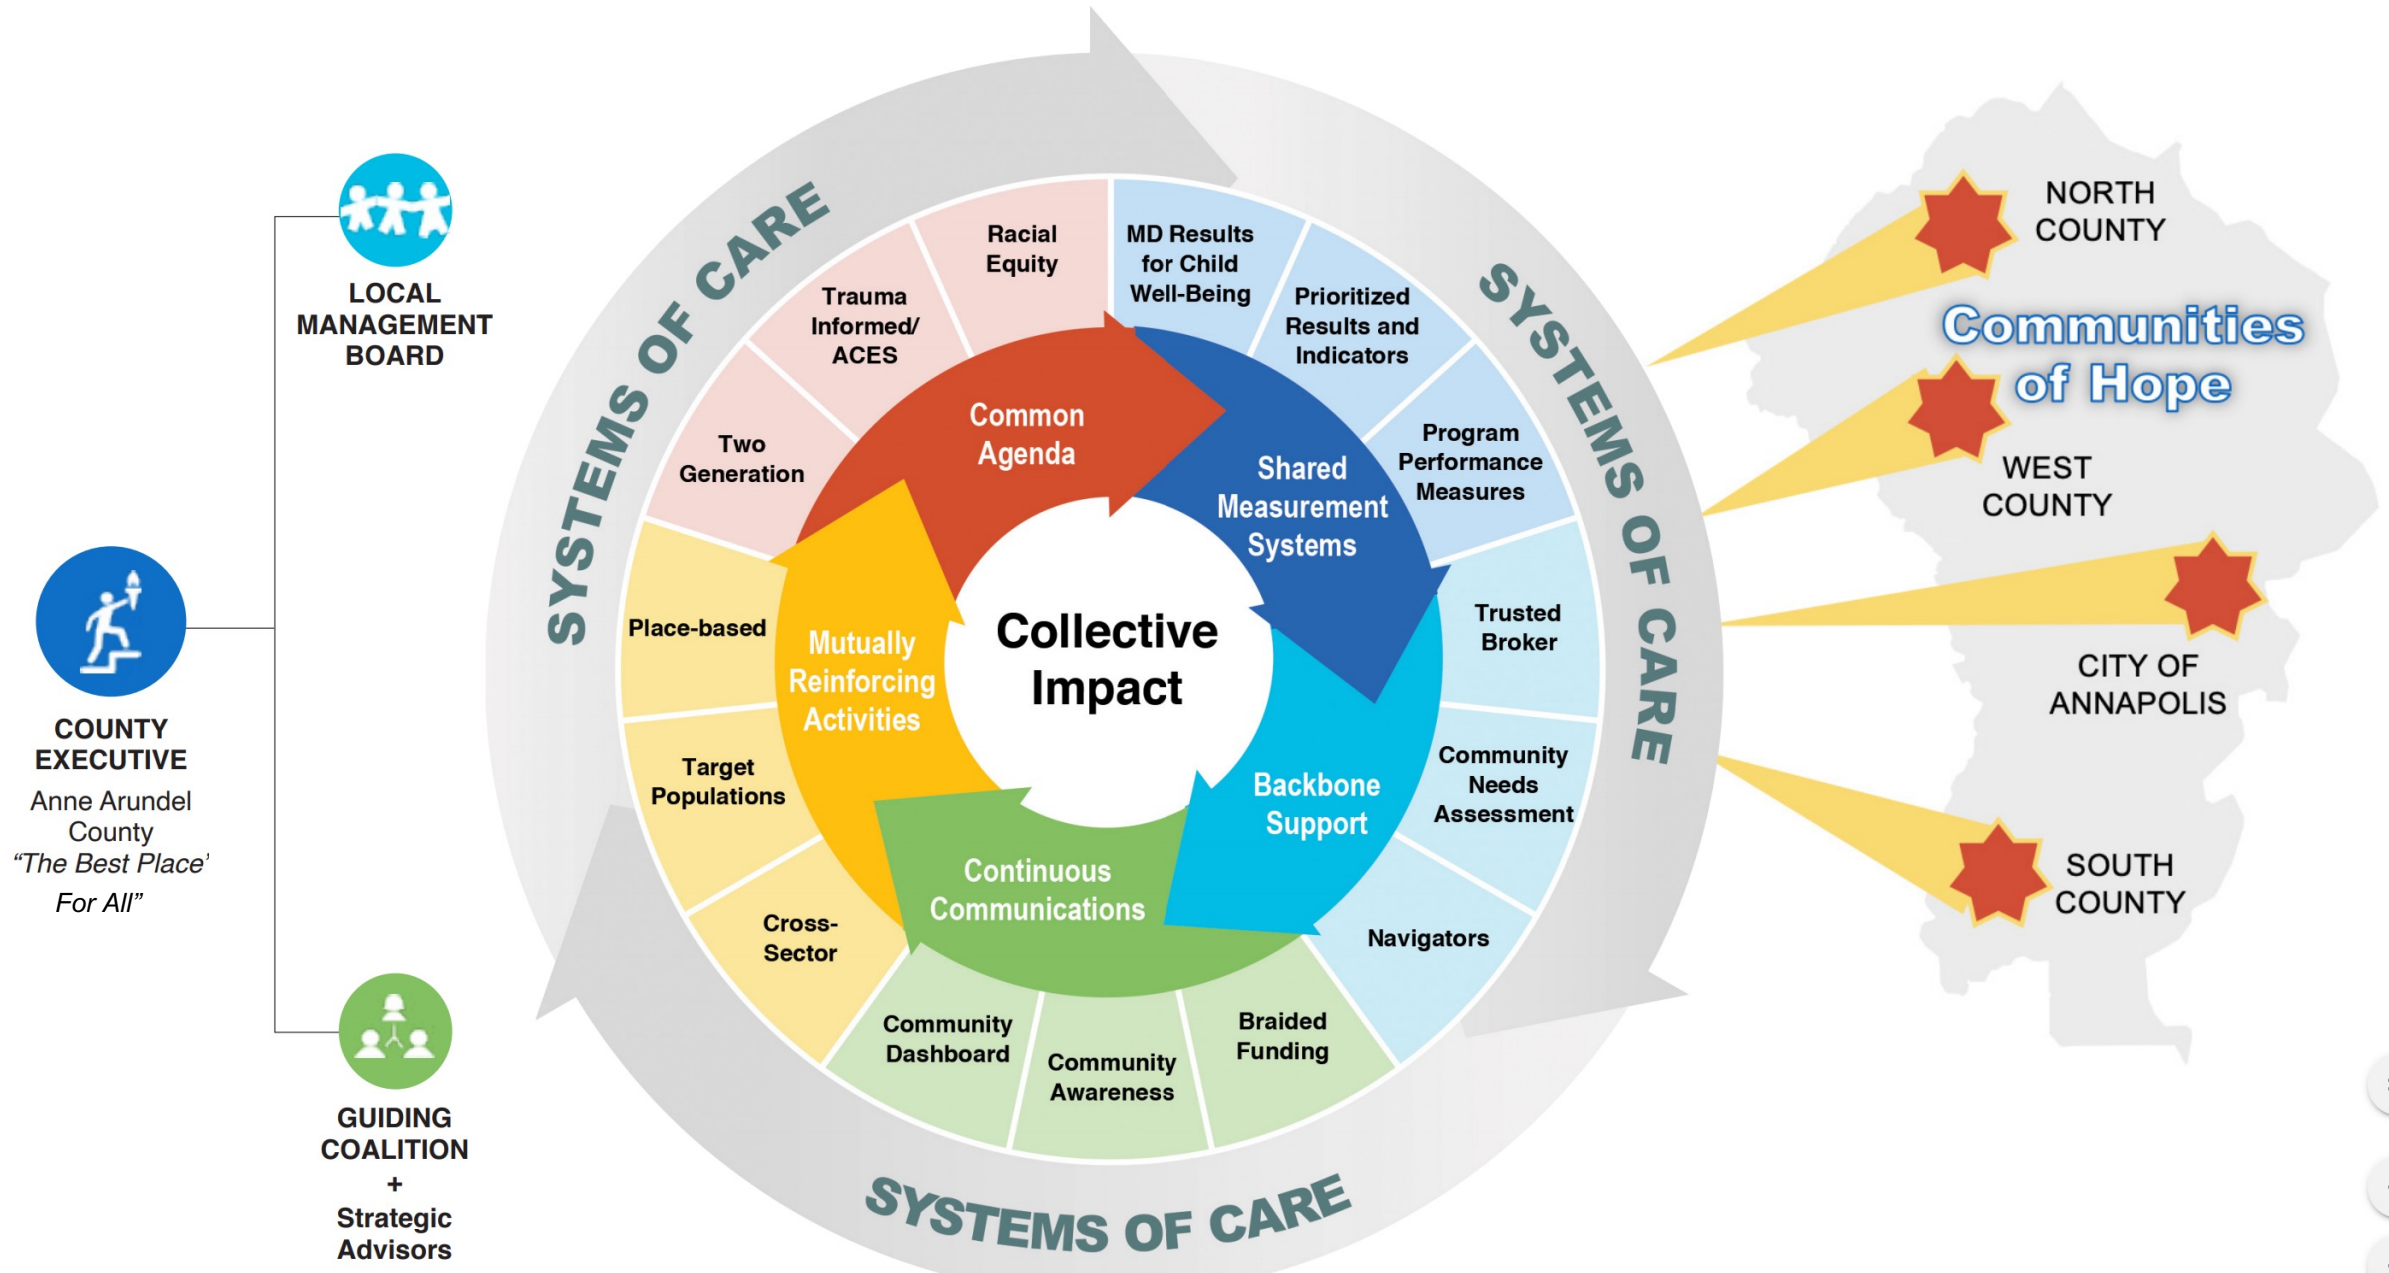 LOCAL
MANAGEMENT
BOARD
COUNTY
EXECUTIVE
Anne Arundel
County
“The Best Place’
For All”
GUIDING
COALITION
+
Strategic
Advisors
SYSTEMS OF CARE
SYSTEMS OF CARE
SYSTEMS OF CARE
Racial
Equity
Trauma
Informed/
ACES
Two
Generation
MD Results
for Child
Well-Being
Prioritized
Results and
Indicators
Program
Performance
Measures
Trusted
Broker
Community
Needs
Assessment
Navigators
Braided
Funding
Community
Awareness
Community
Dashboard
Cross-
Sector
Target
Populations
Place-based
Common
Agenda
Shared
Measurement
Systems
Backbone
Support
Continuous
Communications
Mutually
Reinforcing
Activities
Collective
Impact
NORTH
COUNTY
Communities
of Hope
WEST
COUNTY
CITY OF
ANNAPOLIS
SOUTH
COUNTY